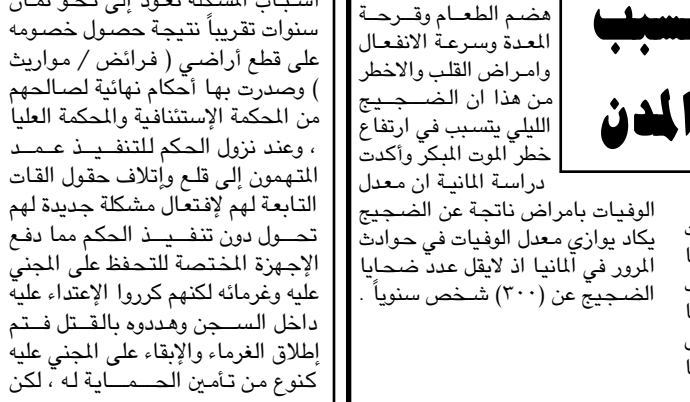 بسبب
المدن
هضم الطعام وقرحة
المعدة وسرعة الانفعال
وامراض القلب والاخطر
من هذا ان الضجيج
الليلي يتسبب في ارتفاع
خطر الموت المبكر وأكدت
دراسة المانية ان معدل
الوفيات بامراض ناتجة عن الضجيج
يكاد يوازي معدل الوفيات في حوادث
المرور في المانيا اذ لايقل عدد ضحايا
الضجيج عن (٣٠٠) شخص سنوياً .
أسباب المشكلة تعود إلى نحو ثمان
سنوات تقريباً نتيجة حصول خصومه
على قطع أراضي ( فرائض / مواريث
) وصدرت بها أحكام نهائية لصالحهم
من المحكمة الإستئنافية والمحكمة العليا
، وعند نزول الحكم للتنفيذ عمد
المتهمون إلى قلع وإتلاف حقول القات
التابعة لهم لإفتعال مشكلة جديدة لهم
تحول دون تنفيذ الحكم مما دفع
الإجهزة المختصة للتحفظ على المجني
عليه وغرمائه لكنهم كرروا الإعتداء عليه
داخل السجن وهددوه بالقتل فتم
إطلاق الغرماء والإبقاء على المجني عليه
كنوع من تأمين الحماية له ، لكن